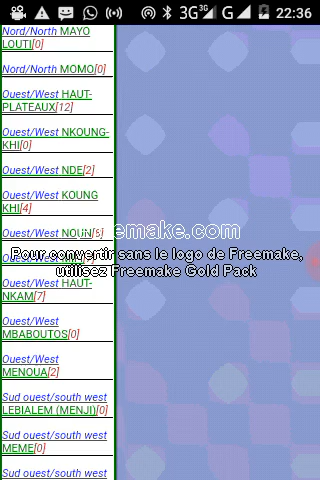 3G 3G G 22:36
Nord/North MAYO
LOUTI[0]
Nord/North MOMO[0]
Ouest/West HAUT-
PLATEAUX[12]
Ouest/West NKOUNG-
KHI[0]
Ouest/West NDE[2]
Ouest/West KOUNG
KHI[4]
Ouest/West NOUN[5]
Freemake.com
Pour convertir sans le logo de Freemake,
utilisez Freemake Gold Pack
Ouest/West HAUT-
NKAM[7]
Ouest/West
MBABOUTOS[0]
Ouest/West
MENOUA[2]
Sud ouest/south west
LEBIALEM (MENJI)[0]
Sud ouest/south west
MEME[0]
Sud ouest/south west